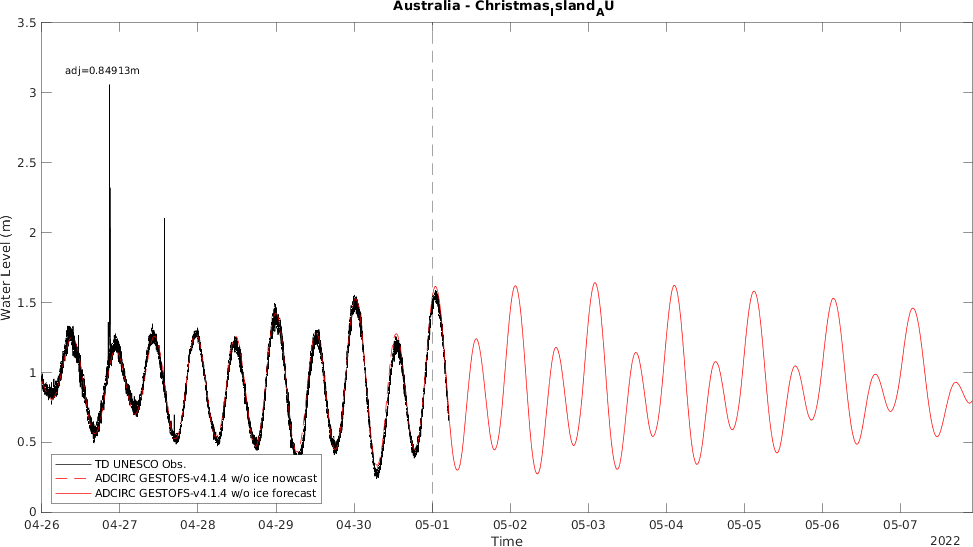 Australia - Christmas_Island_AU
3.5
adj=0.84913m
3
2.5
2
1.5
1
0.5
0
Water Level (m)
TD UNESCO Obs.
ADCIRC GESTOFS-v4.1.4 w/o ice nowcast
ADCIRC GESTOFS-v4.1.4 w/o ice forecast
04-26 04-27 04-28 04-29 04-30 05-01 05-02 05-03 05-04 05-05 05-06 05-07
Time
2022